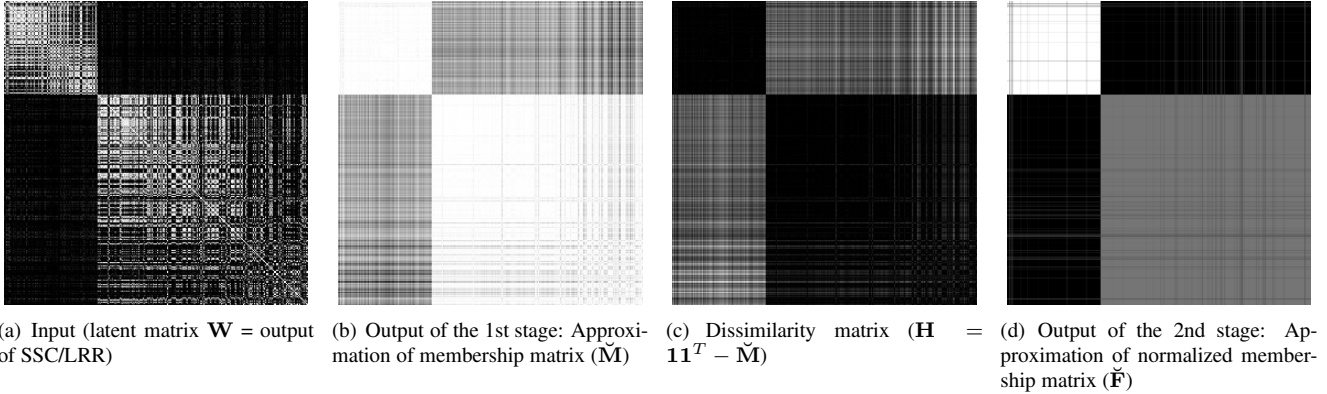 (a) Input (latent matrix W = output
of SSC/LRR)
(b) Output of the 1st stage: Approxi-
mation of membership matrix (M̆)
(c) Dissimilarity matrix (H =
11ᵀ − M̆)
(d) Output of the 2nd stage: Ap-
proximation of normalized member-
ship matrix (F̆)